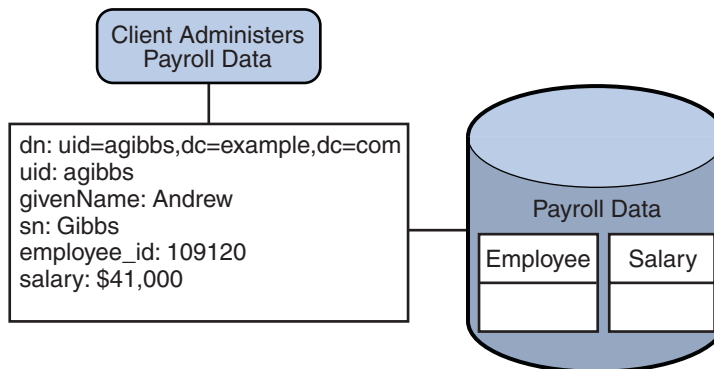 Client Administers
Payroll Data
dn: uid=agibbs,dc=example,dc=com
uid: agibbs
givenName: Andrew
sn: Gibbs
employee_id: 109120
salary: $41,000
Payroll Data
Employee
Salary